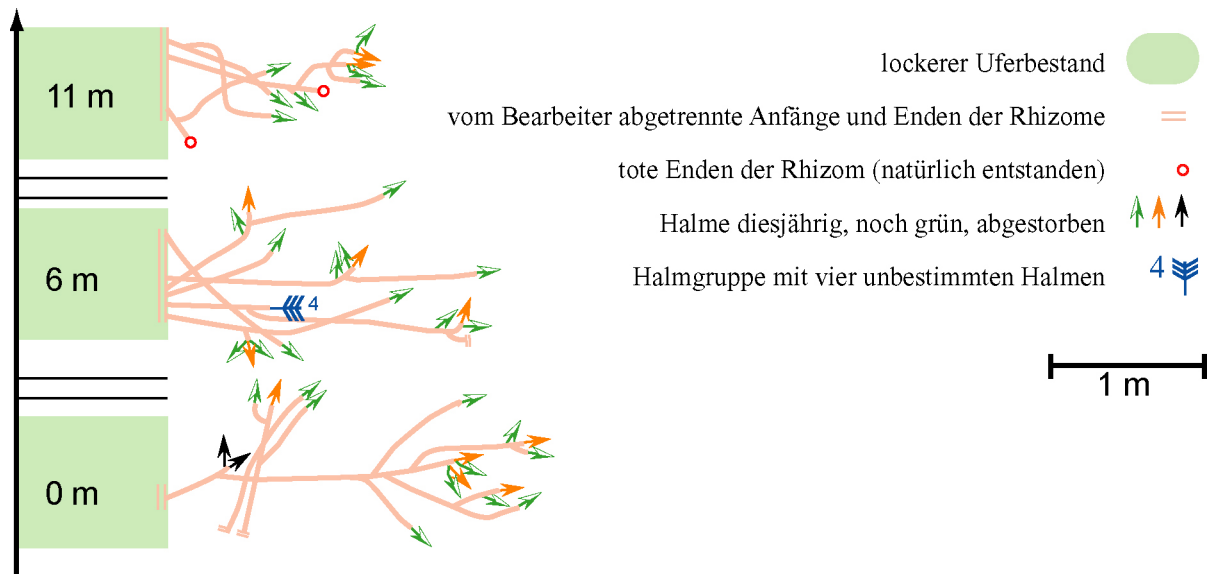 11 m
6 m
4
0 m
lockerer Uferbestand
vom Bearbeiter abgetrennte Anfänge und Enden der Rhizome
tote Enden der Rhizom (natürlich entstanden)
Halme diesjährig, noch grün, abgestorben
Halmgruppe mit vier unbestimmten Halmen 4
1 m